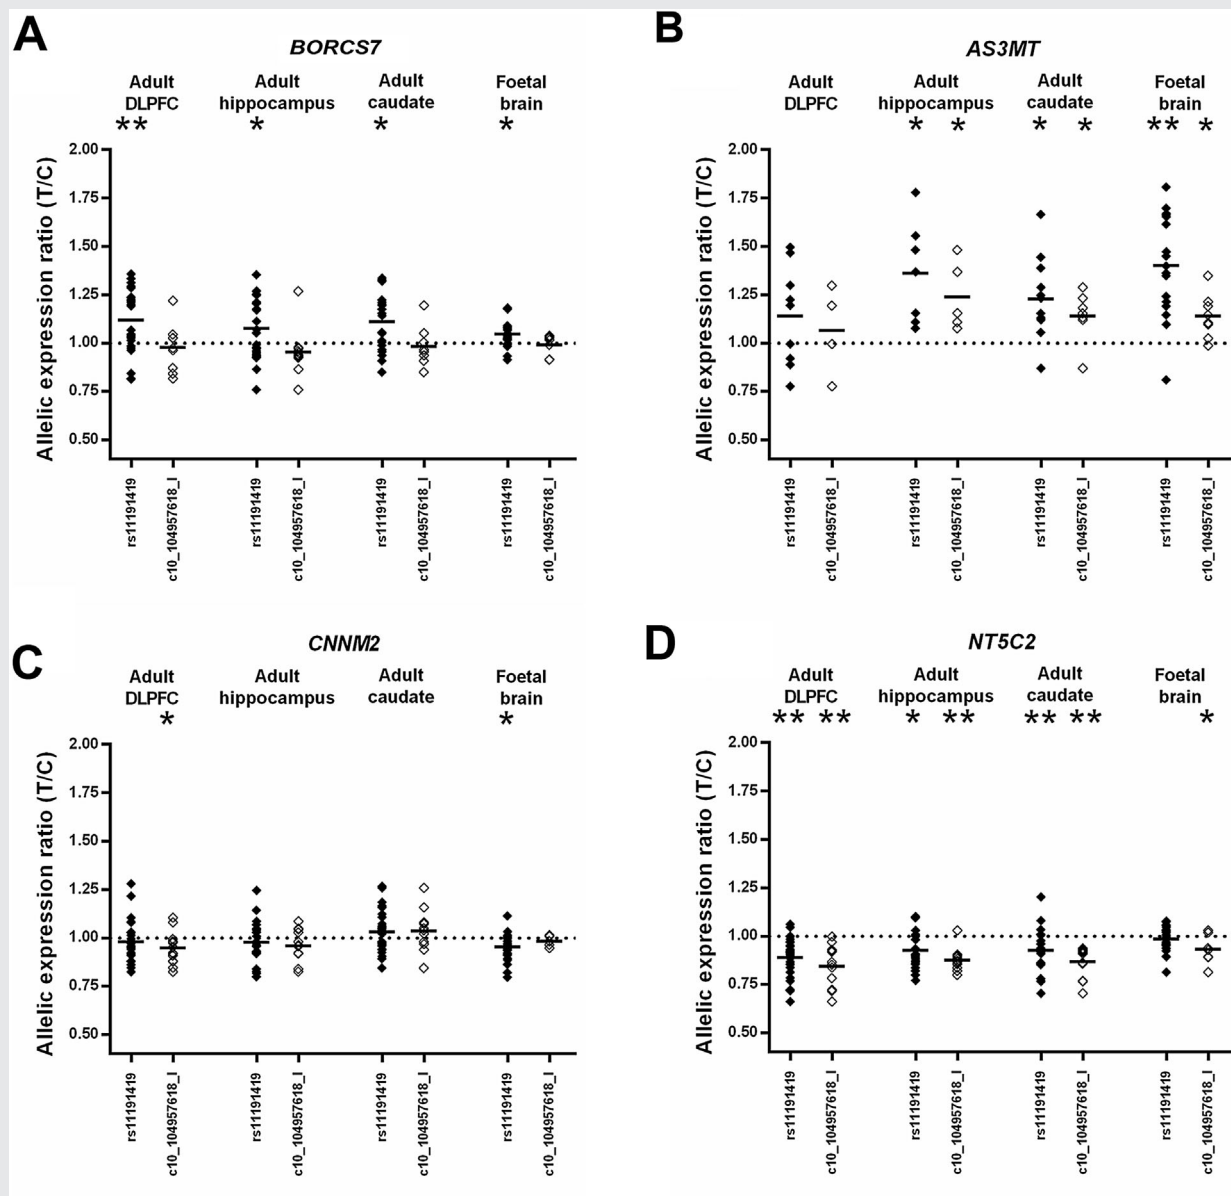 A
BORCS7
Adult DLPFC
Adult hippocampus
Adult caudate
Foetal brain
** * * *
Allelic expression ratio (T/C)
2.00
1.75
1.50
1.25
1.00
0.75
0.50
rs11191419
c10_104957618_I
rs11191419
c10_104957618_I
rs11191419
c10_104957618_I
rs11191419
c10_104957618_I
B
AS3MT
Adult DLPFC
Adult hippocampus
Adult caudate
Foetal brain
* * * * ** *
Allelic expression ratio (T/C)
2.00
1.75
1.50
1.25
1.00
0.75
0.50
rs11191419
c10_104957618_I
rs11191419
c10_104957618_I
rs11191419
c10_104957618_I
rs11191419
c10_104957618_I
C
CNNM2
Adult DLPFC
Adult hippocampus
Adult caudate
Foetal brain
* *
Allelic expression ratio (T/C)
2.00
1.75
1.50
1.25
1.00
0.75
0.50
rs11191419
c10_104957618_I
rs11191419
c10_104957618_I
rs11191419
c10_104957618_I
rs11191419
c10_104957618_I
D
NT5C2
Adult DLPFC
Adult hippocampus
Adult caudate
Foetal brain
** ** * ** ** ** *
Allelic expression ratio (T/C)
2.00
1.75
1.50
1.25
1.00
0.75
0.50
rs11191419
c10_104957618_I
rs11191419
c10_104957618_I
rs11191419
c10_104957618_I
rs11191419
c10_104957618_I